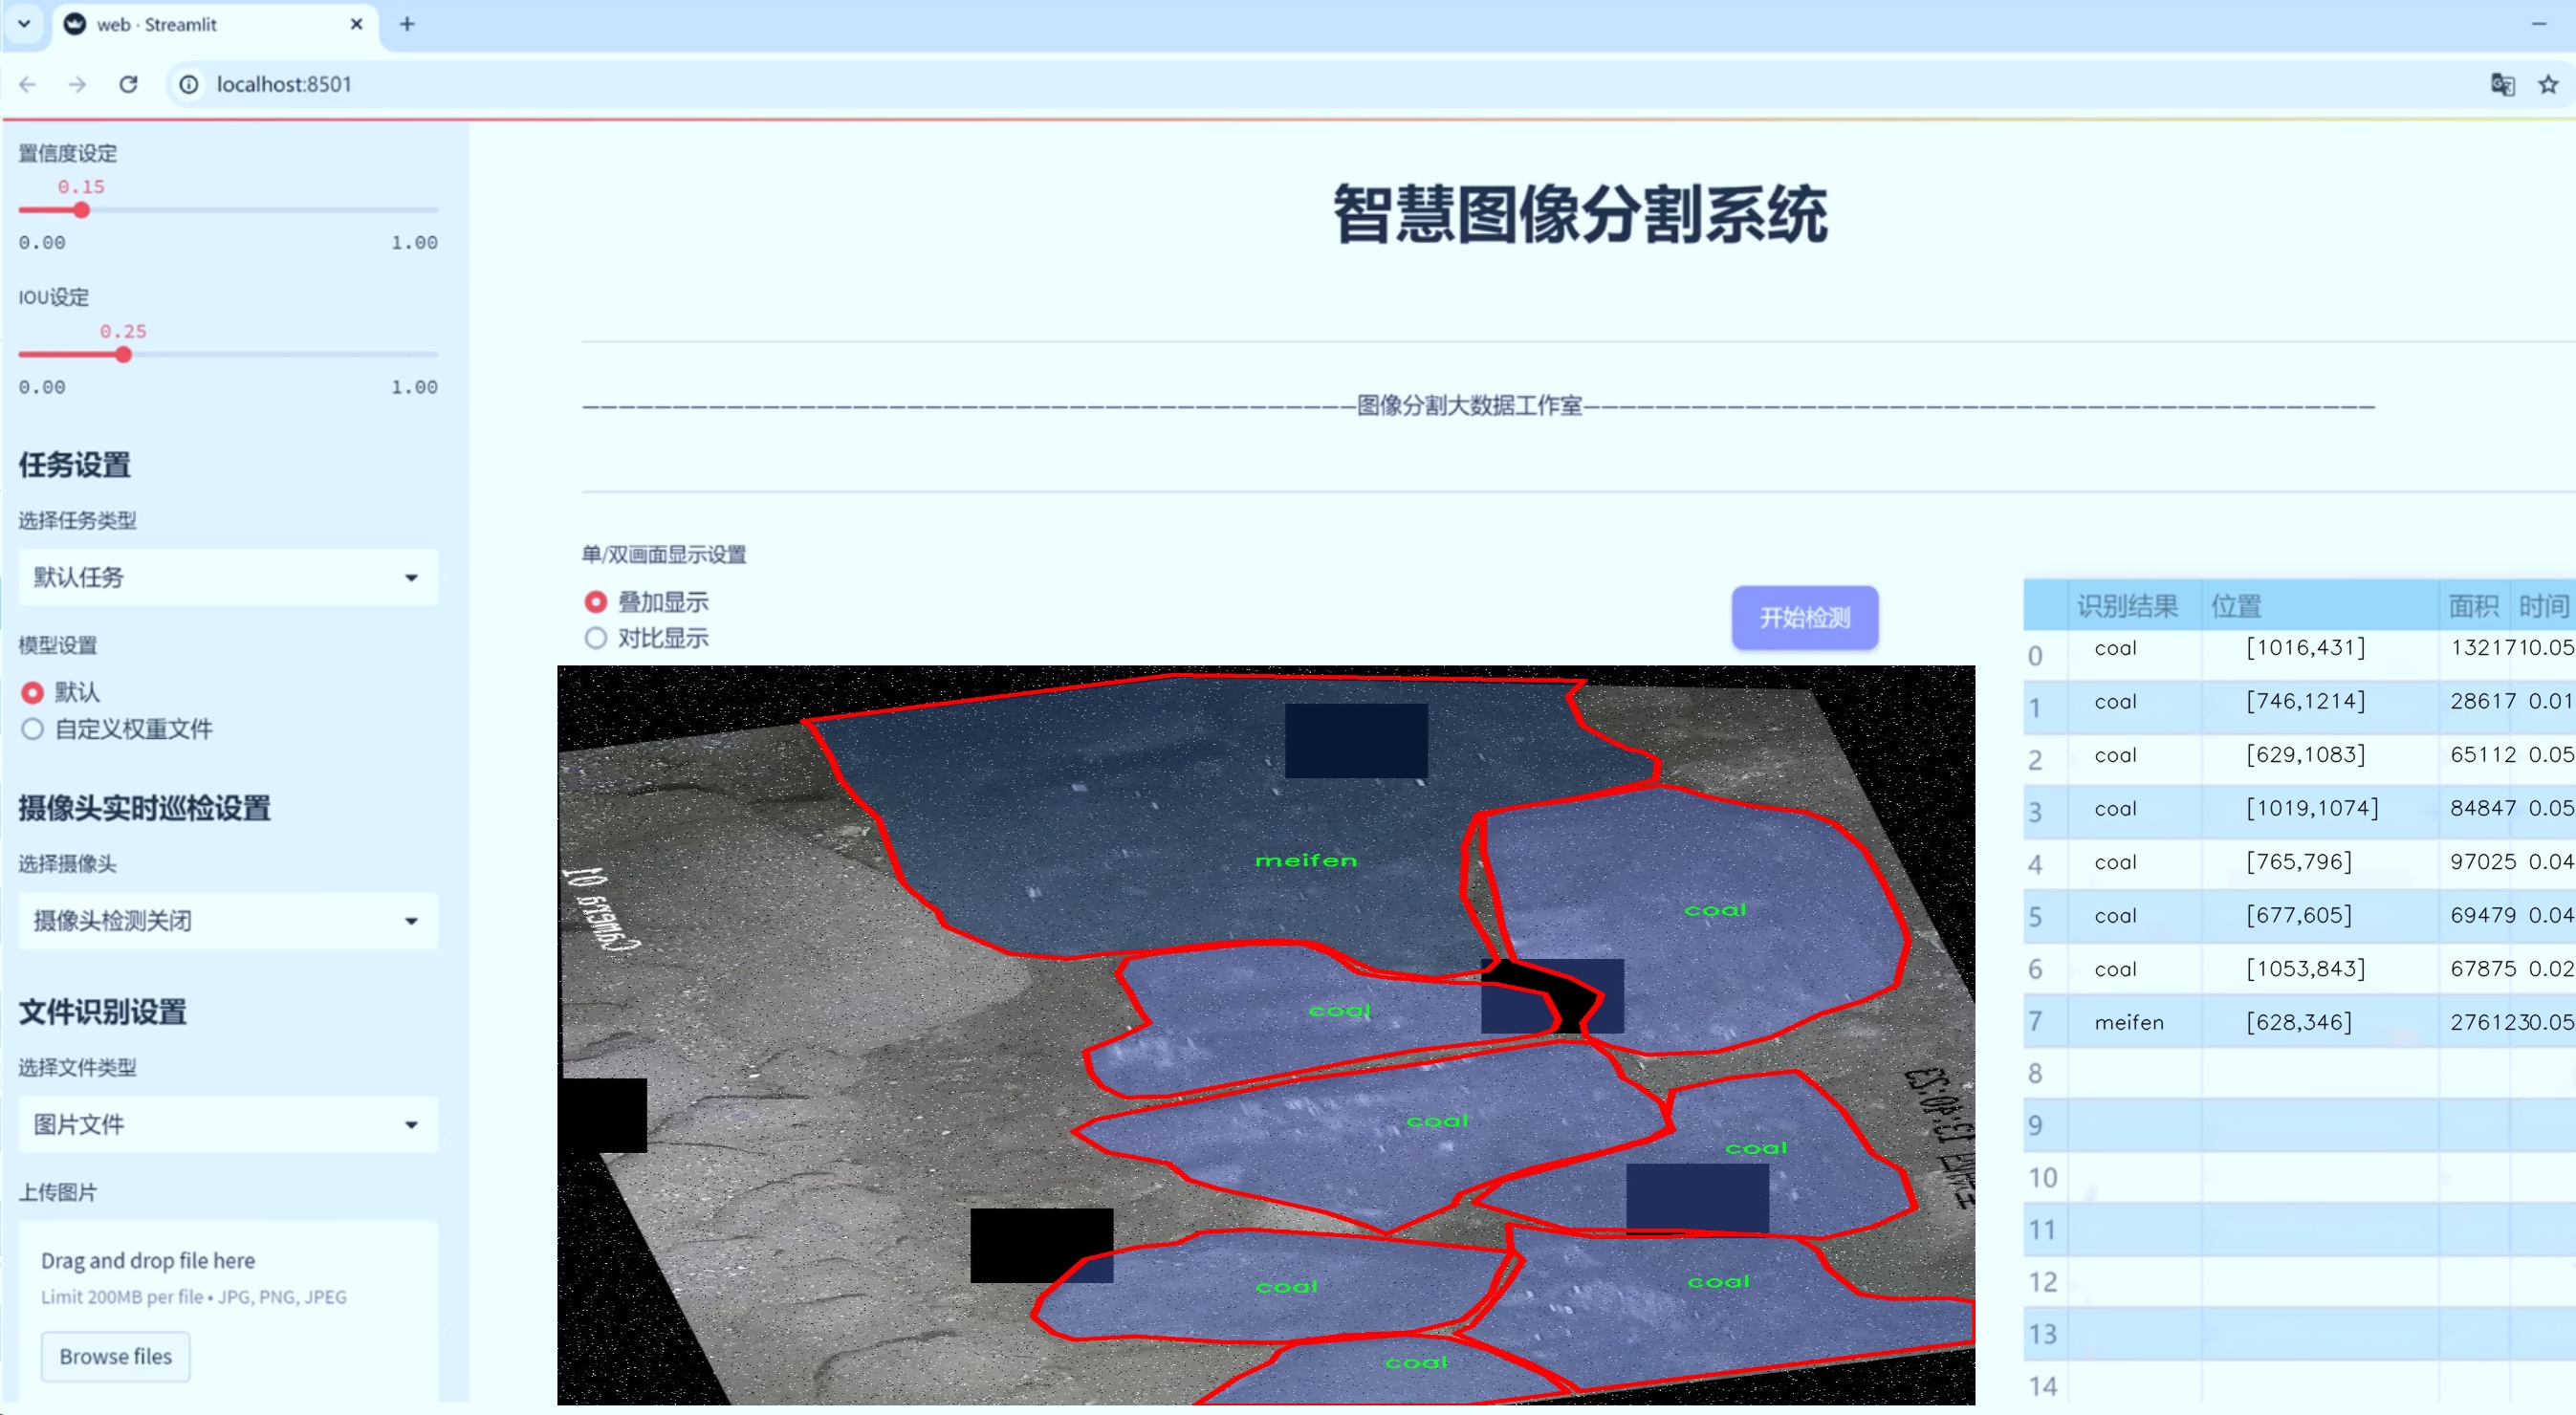 web · Streamlit
localhost:8501
置信度设定
0.15
0.00 1.00
IOU设定
0.25
0.00 1.00
任务设置
选择任务类型
默认任务
模型设置
默认
自定义权重文件
摄像头实时巡检设置
选择摄像头
摄像头检测关闭
文件识别设置
选择文件类型
图片文件
上传图片
Drag and drop file here
Limit 200MB per file • JPG, PNG, JPEG
Browse files
智慧图像分割系统
图像分割大数据工作室
单/双画面显示设置
叠加显示
对比显示
开始检测
meifen
coal
coal
coal
coal
coal
coal
coal
Camera 01
识别结果 位置 面积 时间
0 coal [1016,431] 132171 0.05
1 coal [746,1214] 28617 0.01
2 coal [629,1083] 65112 0.05
3 coal [1019,1074] 84847 0.05
4 coal [765,796] 97025 0.04
5 coal [677,605] 69479 0.04
6 coal [1053,843] 67875 0.02
7 meifen [628,346] 276123 0.05
8
9
10
11
12
13
14